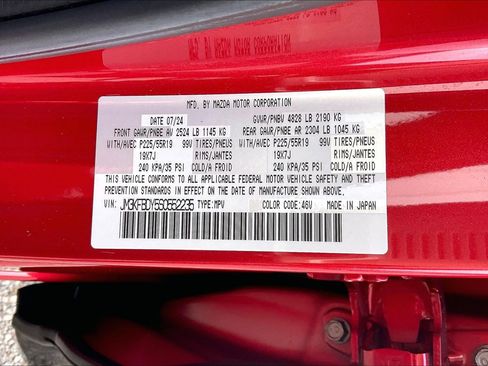 MFD. BY MAZDA MOTOR CORPORATION
DATE 07/24 GVWR/PNBV 4828 LB 2190 KG
FRONT GAWR/PNBE AV 2524 LB 1145 KG REAR GAWR/PNBE AR 2304 LB 1045 KG
WITH/AVEC P225/55R19 99V TIRES/PNEUS WITH/AVEC P225/55R19 99V TIRES/PNEUS
19X7J RIMS/JANTES 19X7J RIMS/JANTES
240 KPA/35 PSI COLD/A FROID 240 KPA/35 PSI COLD/A FROID
THIS VEHICLE CONFORMS TO ALL APPLICABLE FEDERAL MOTOR VEHICLE SAFETY AND THEFT
PREVENTION STANDARDS IN EFFECT ON THE DATE OF MANUFACTURE SHOWN ABOVE.
JM3KFBDY5S0562235 TYPE:MPV COLOR CODE:46V MADE IN JAPAN